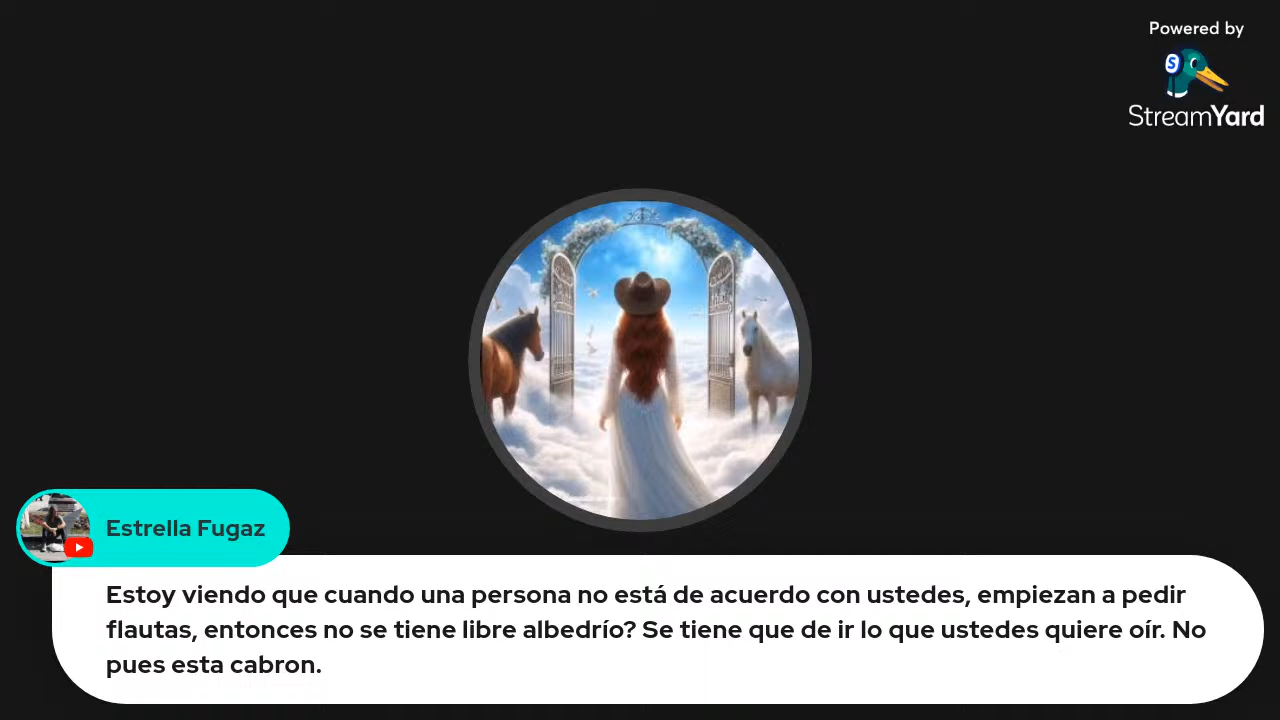 Powered by
S
StreamYard
Estrella Fugaz
Estoy viendo que cuando una persona no está de acuerdo con ustedes, empiezan a pedir
flautas, entonces no se tiene libre albedrío? Se tiene que de ir lo que ustedes quiere oír. No
pues esta cabron.